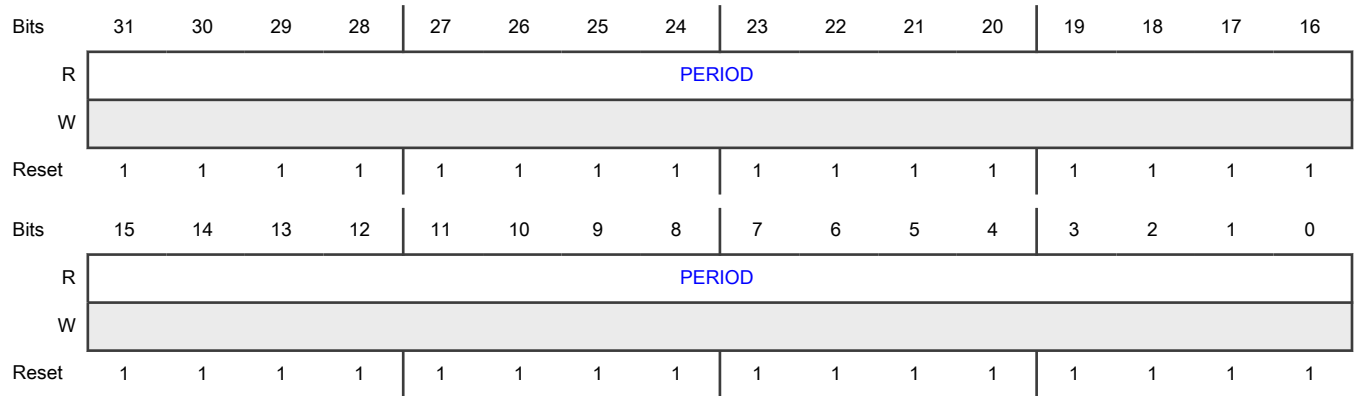 Bits 31 30 29 28 27 26 25 24 23 22 21 20 19 18 17 16
R PERIOD
W
Reset 1 1 1 1 1 1 1 1 1 1 1 1 1 1 1 1
Bits 15 14 13 12 11 10 9 8 7 6 5 4 3 2 1 0
R PERIOD
W
Reset 1 1 1 1 1 1 1 1 1 1 1 1 1 1 1 1